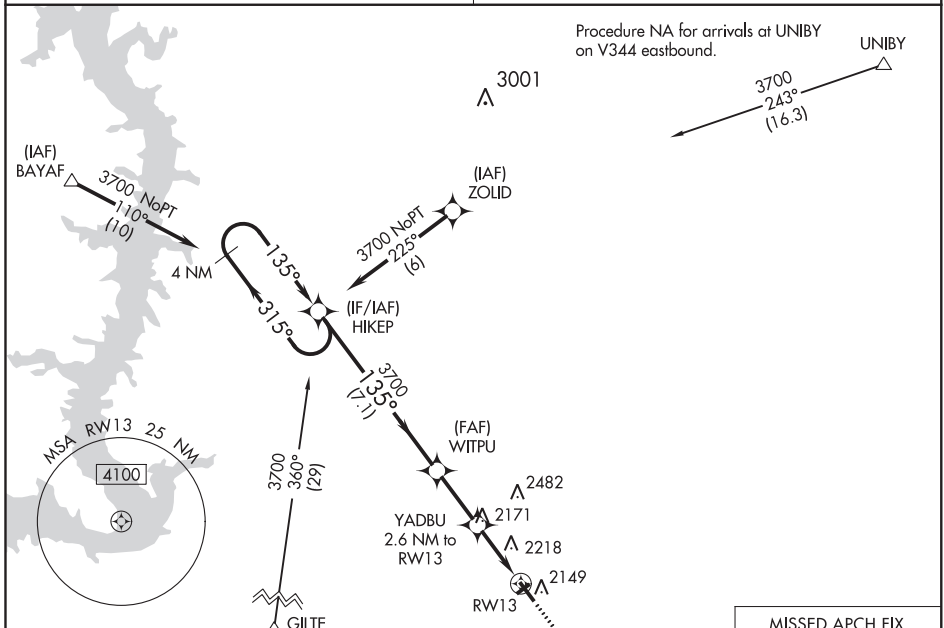 Procedure NA for arrivals at UNIBY
on V344 eastbound.
UNIBY
3700
243°
(16.3)
3001
(IAF)
BAYAF
3700 NoPT
110°
(10)
(IAF)
ZOLID
3700 NoPT
225°
(6)
4 NM
135°
315°
(IF/IAF)
HIKEP
3700
135°
(7.1)
MSA RW13 25 NM
4100
3700
360°
(29)
(FAF)
WITPU
2482
2171
YADBU
2.6 NM to
RW13
2218
2149
RW13
GILTE
MISSED APCH FIX